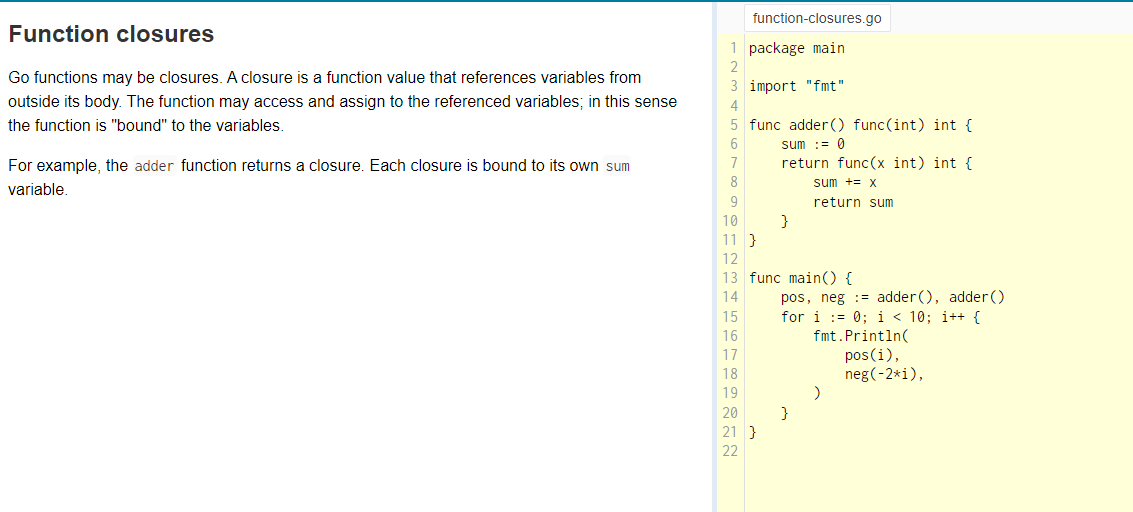 Function closures
Go functions may be closures. A closure is a function value that references variables from
outside its body. The function may access and assign to the referenced variables; in this sense
the function is "bound" to the variables.
For example, the adder function returns a closure. Each closure is bound to its own sum
variable.
function-closures.go
1 package main
2
3 import "fmt"
4
5 func adder() func(int) int {
6     sum := 0
7     return func(x int) int {
8         sum += x
9         return sum
10     }
11 }
12
13 func main() {
14     pos, neg := adder(), adder()
15     for i := 0; i < 10; i++ {
16         fmt.Println(
17             pos(i),
18             neg(-2*i),
19         )
20     }
21 }
22